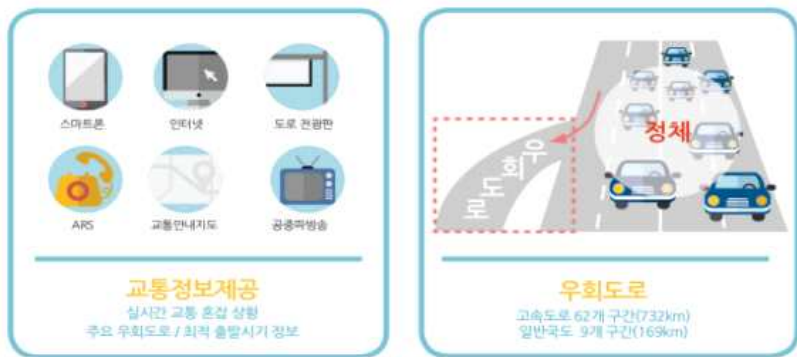 스마트폰
인터넷
도로 전광판
ARS
교통안내지도
공중파방송
교통정보제공
실시간 교통 혼잡 상황
주요 우회도로 / 최적 출발시기 정보
정체
우회도로
우회도로
고속도로 62개 구간(732km)
일반국도 9개 구간(169km)